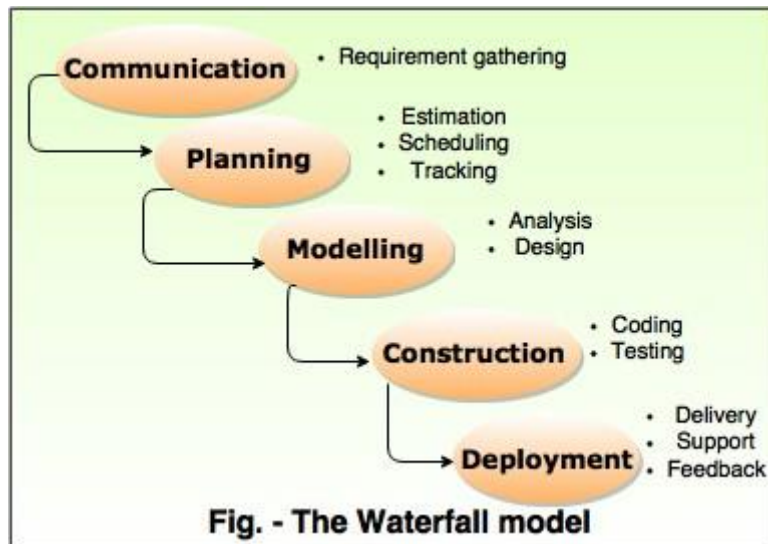 Communication
• Requirement gathering
Planning
• Estimation
• Scheduling
• Tracking
Modelling
• Analysis
• Design
Construction
• Coding
• Testing
Deployment
• Delivery
• Support
• Feedback
Fig. - The Waterfall model